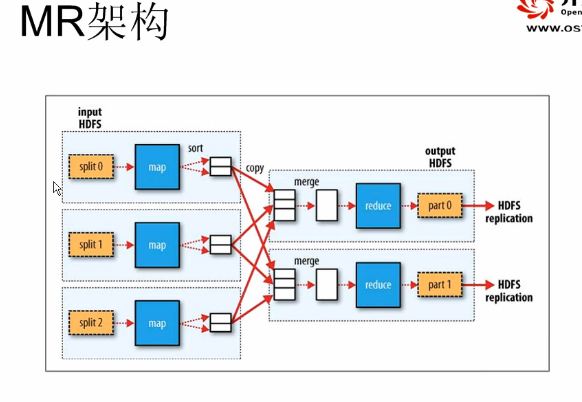 MR架构
Open
www.os
input
HDFS
split 0
map
sort
copy
split 1
map
split 2
map
output
HDFS
merge
reduce
part 0
HDFS
replication
merge
reduce
part 1
HDFS
replication